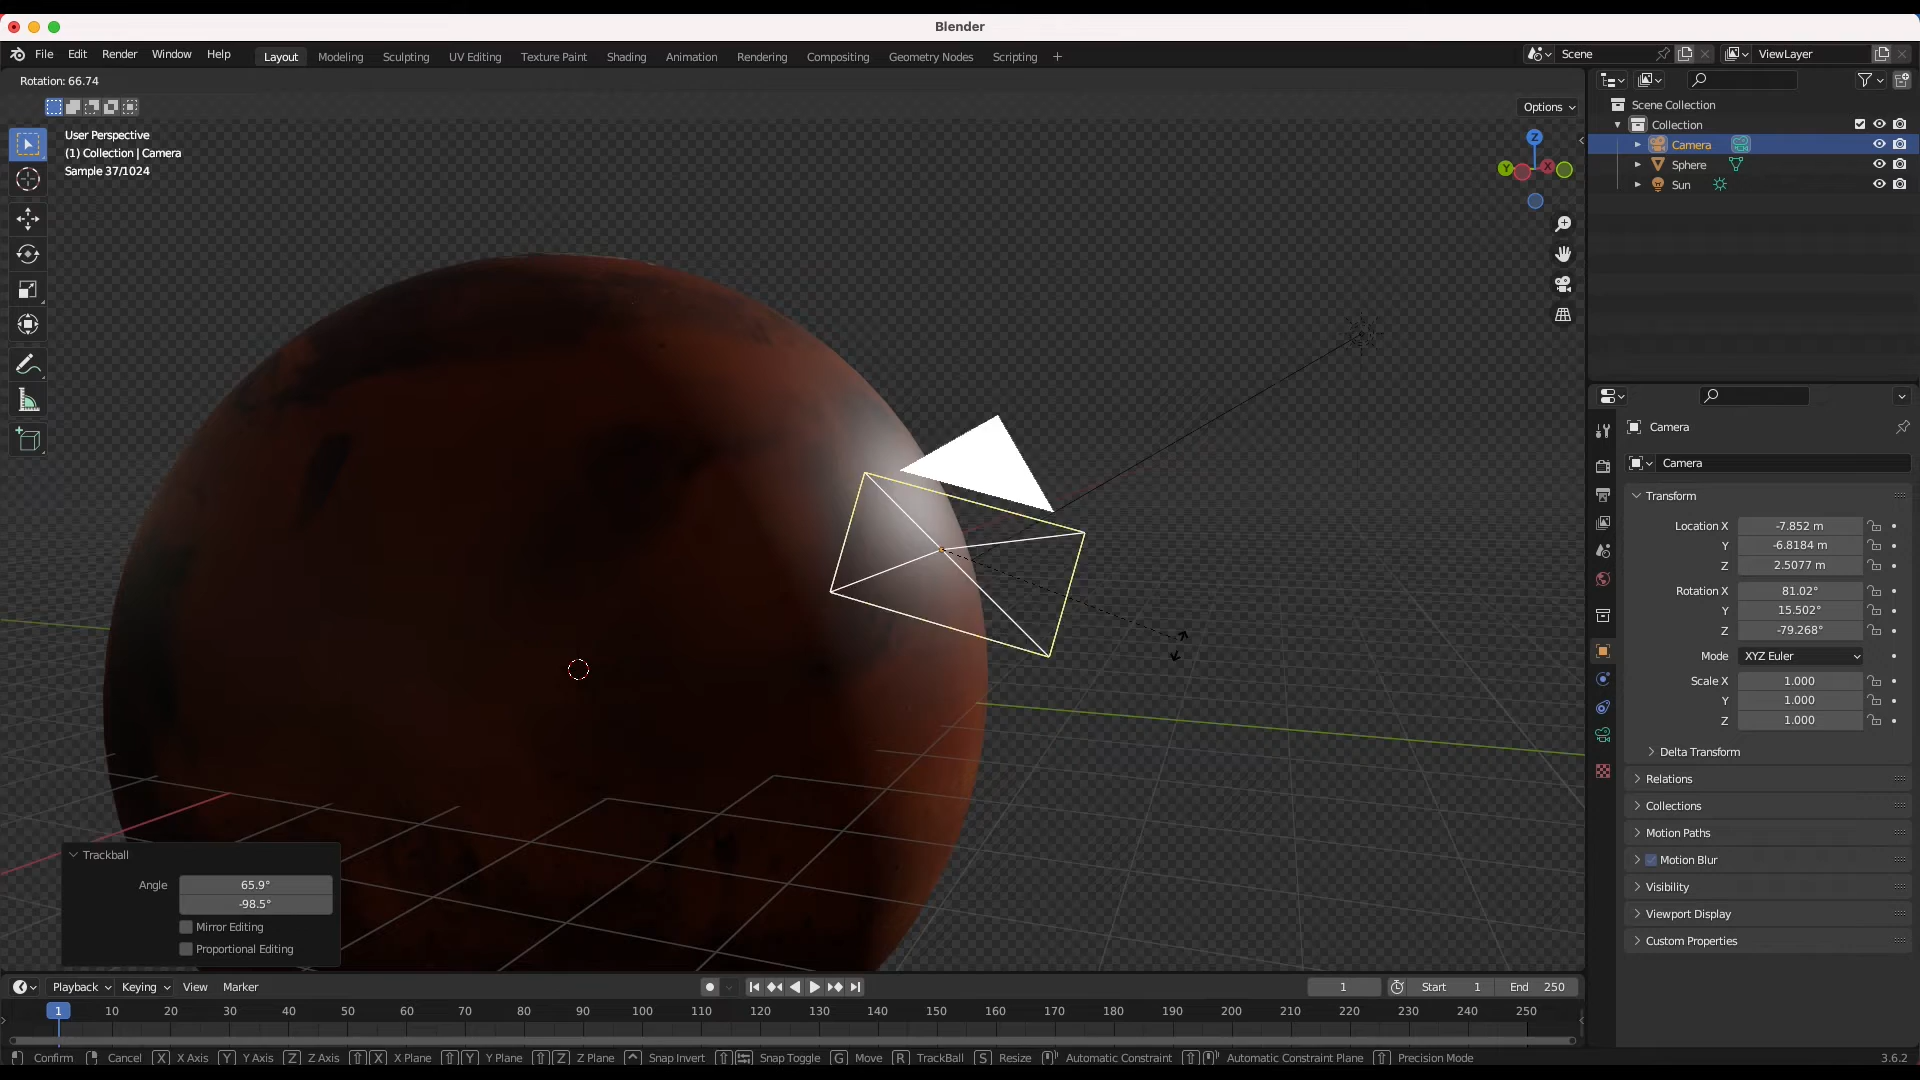 Blender
File Edit Render Window Help Layout Modeling Sculpting UV Editing Texture Paint Shading Animation Rendering Compositing Geometry Nodes Scripting + Scene ViewLayer
Rotation: 66.74
Options
User Perspective
(1) Collection | Camera
Sample 37/1024
Z
Y X
Scene Collection
Collection
Camera
Sphere
Sun
Camera
Camera
Transform
Location X -7.852 m
Y -6.8184 m
Z 2.5077 m
Rotation X 81.02°
Y 15.502°
Z -79.268°
Mode XYZ Euler
Scale X 1.000
Y 1.000
Z 1.000
Delta Transform
Relations
Collections
Motion Paths
Motion Blur
Visibility
Viewport Display
Custom Properties
Trackball
Angle 65.9°
-98.5°
Mirror Editing
Proportional Editing
Playback Keying View Marker 1 Start 1 End 250
1 10 20 30 40 50 60 70 80 90 100 110 120 130 140 150 160 170 180 190 200 210 220 230 240 250
Confirm Cancel X X Axis Y Y Axis Z Z Axis X X Plane Y Y Plane Z Z Plane Snap Invert Snap Toggle G Move R TrackBall S Resize Automatic Constraint Automatic Constraint Plane Precision Mode 3.6.2